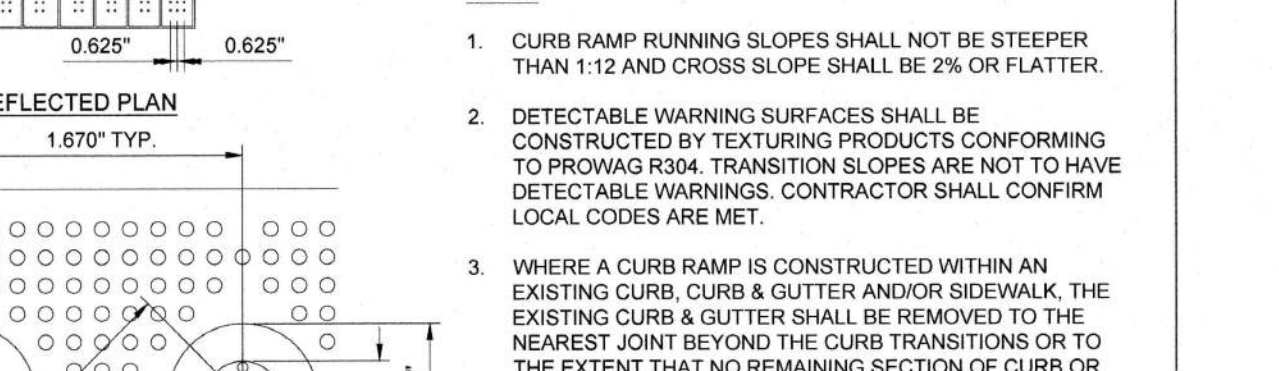 0.625" 0.625"
EFLECTED PLAN
1.670" TYP.
1. CURB RAMP RUNNING SLOPES SHALL NOT BE STEEPER
THAN 1:12 AND CROSS SLOPE SHALL BE 2% OR FLATTER.
2. DETECTABLE WARNING SURFACES SHALL BE
CONSTRUCTED BY TEXTURING PRODUCTS CONFORMING
TO PROWAG R304. TRANSITION SLOPES ARE NOT TO HAVE
DETECTABLE WARNINGS. CONTRACTOR SHALL CONFIRM
LOCAL CODES ARE MET.
3. WHERE A CURB RAMP IS CONSTRUCTED WITHIN AN
EXISTING CURB, CURB & GUTTER AND/OR SIDEWALK, THE
EXISTING CURB & GUTTER SHALL BE REMOVED TO THE
NEAREST JOINT BEYOND THE CURB TRANSITIONS OR TO
THE EXTENT THAT NO REMAINING SECTION OF CURB OR